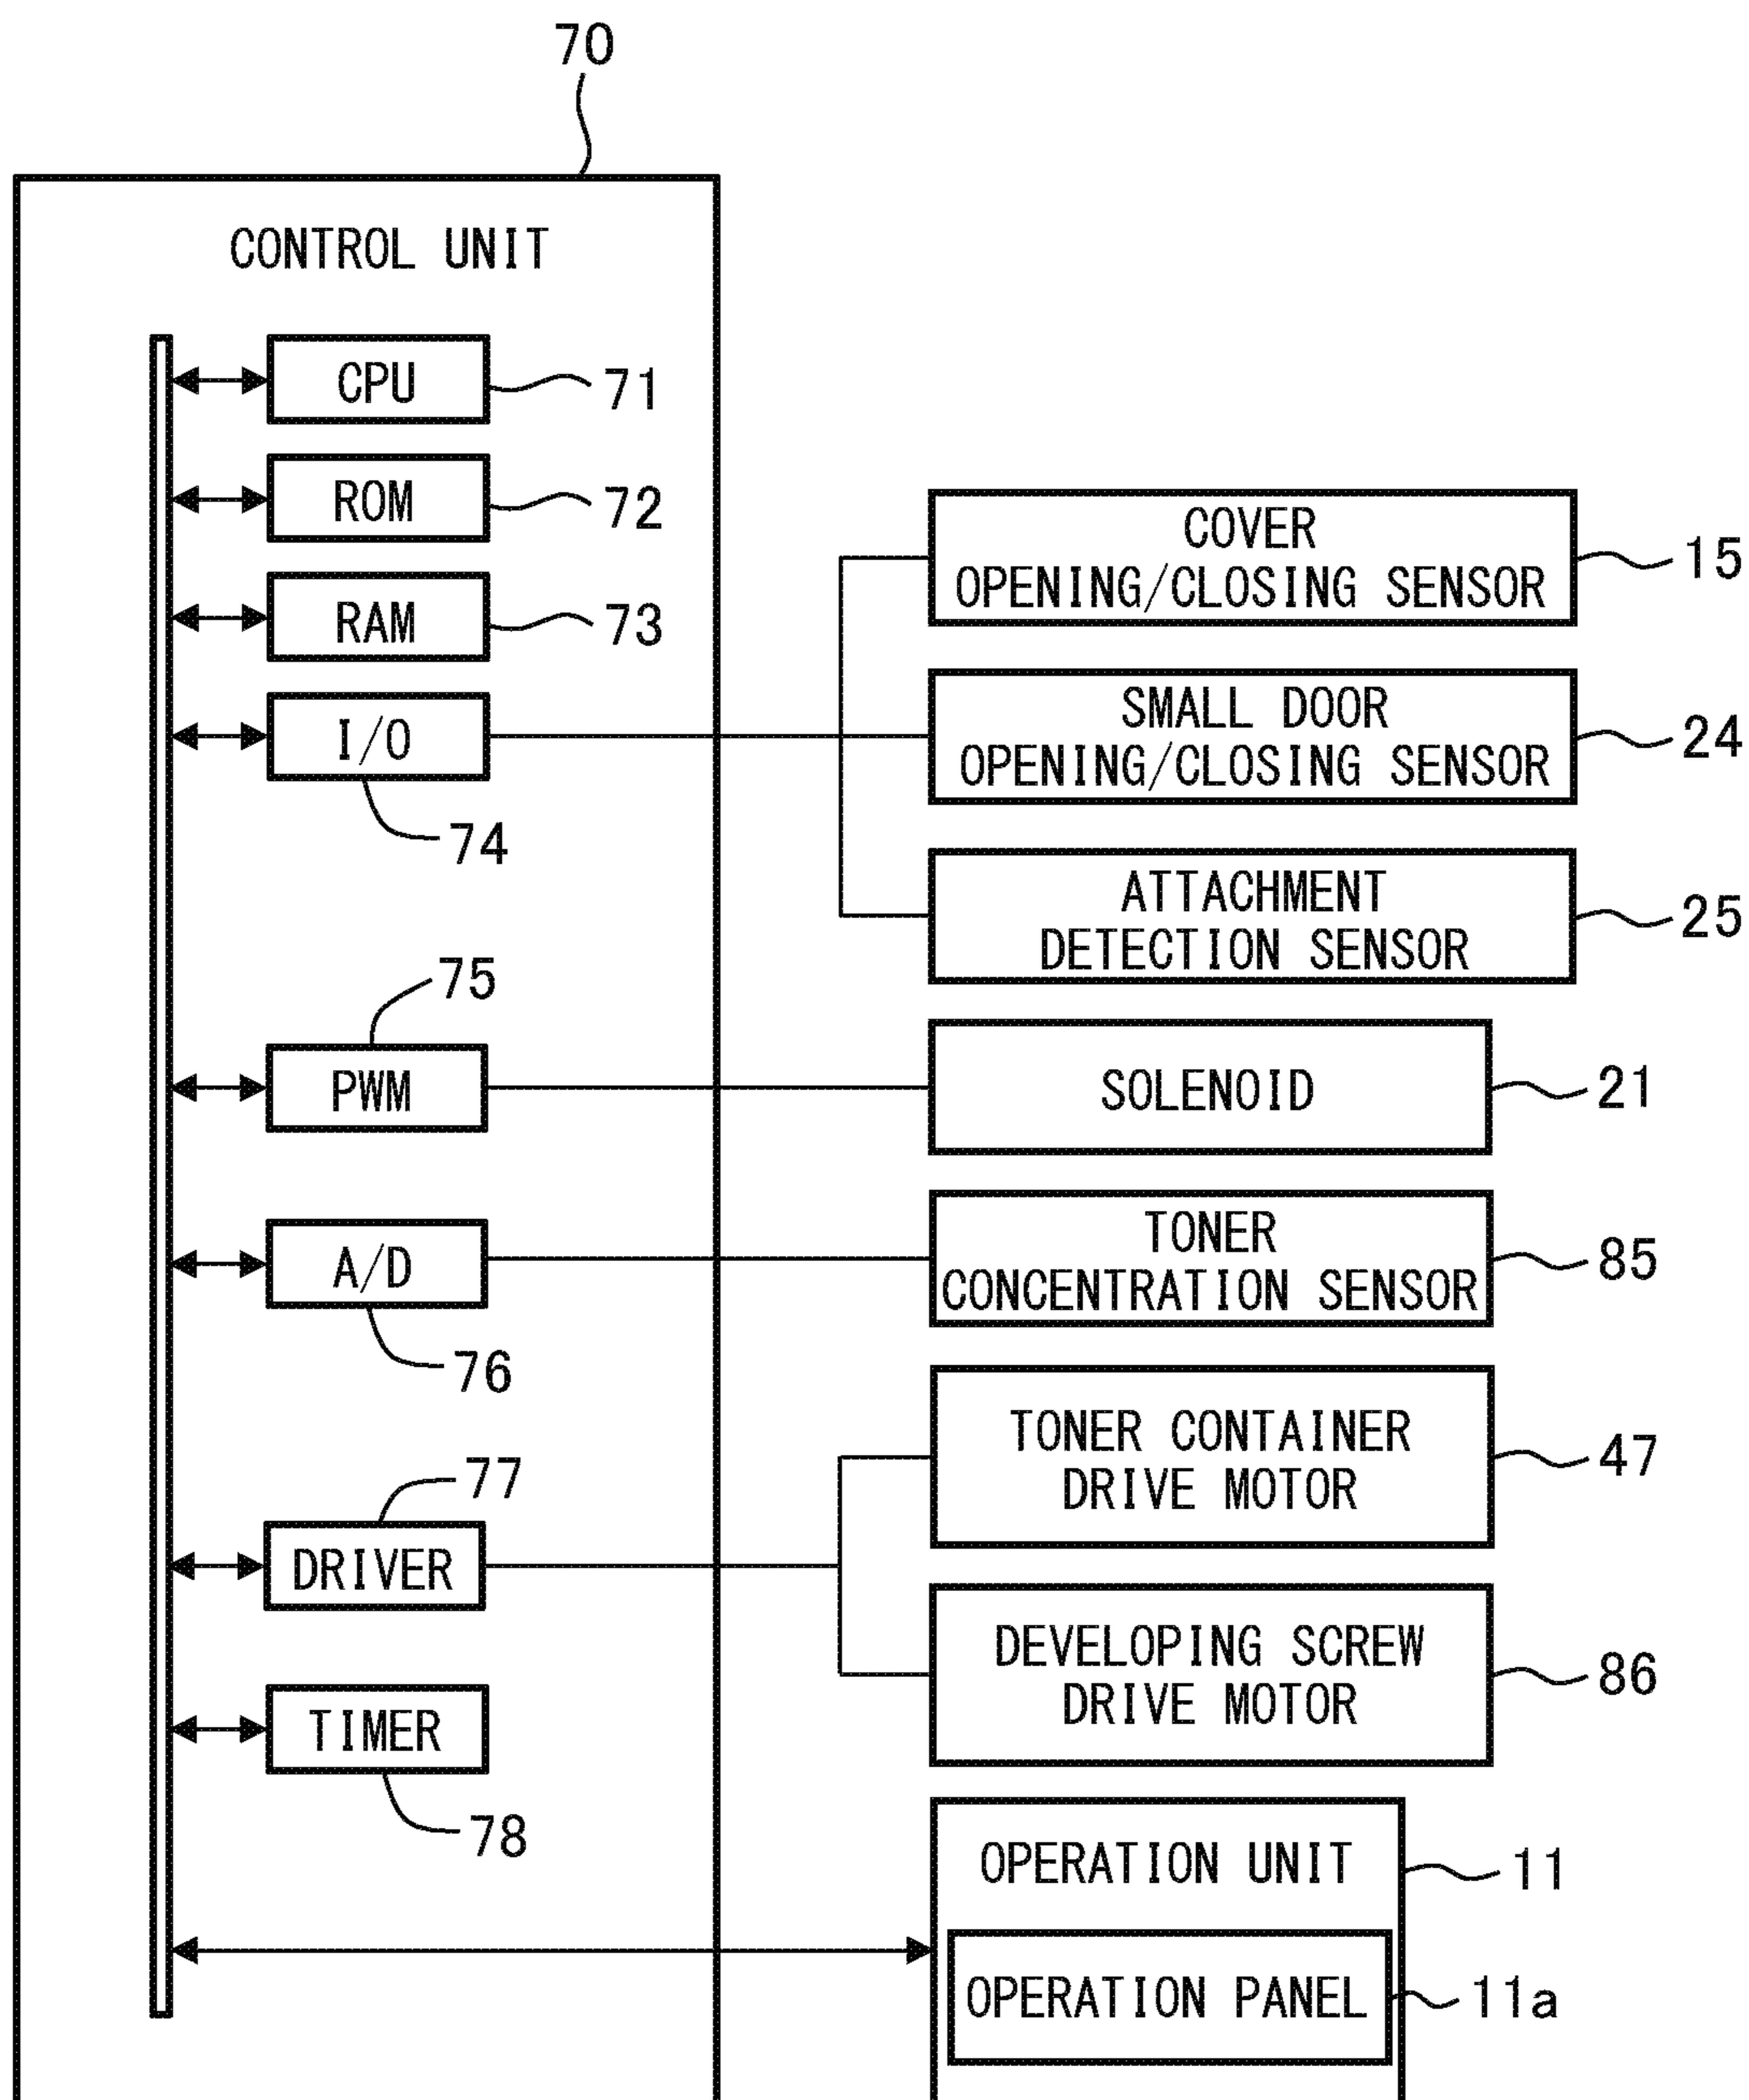 70
CONTROL UNIT
CPU
71
ROM
72
RAM
73
I/O
74
COVER
OPENING/CLOSING SENSOR
15
SMALL DOOR
OPENING/CLOSING SENSOR
24
ATTACHMENT
DETECTION SENSOR
25
75
PWM
SOLENOID
21
A/D
76
TONER
CONCENTRATION SENSOR
85
77
DRIVER
TONER CONTAINER
DRIVE MOTOR
47
DEVELOPING SCREW
DRIVE MOTOR
86
TIMER
78
OPERATION UNIT
11
OPERATION PANEL
11a